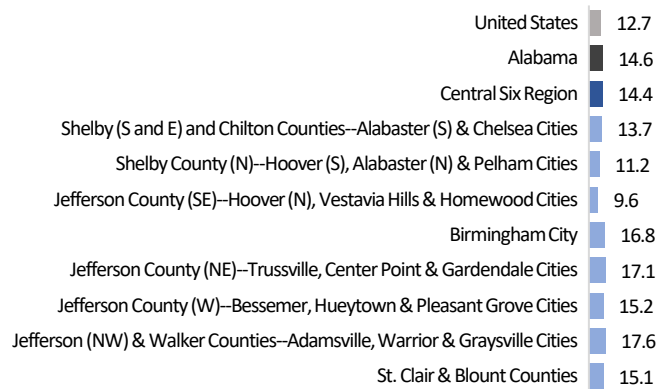 United States 12.7
Alabama 14.6
Central Six Region 14.4
Shelby (S and E) and Chilton Counties--Alabaster (S) & Chelsea Cities 13.7
Shelby County (N)--Hoover (S), Alabaster (N) & Pelham Cities 11.2
Jefferson County (SE)--Hoover (N), Vestavia Hills & Homewood Cities 9.6
Birmingham City 16.8
Jefferson County (NE)--Trussville, Center Point & Gardendale Cities 17.1
Jefferson County (W)--Bessemer, Hueytown & Pleasant Grove Cities 15.2
Jefferson (NW) & Walker Counties--Adamsville, Warrior & Graysville Cities 17.6
St. Clair & Blount Counties 15.1